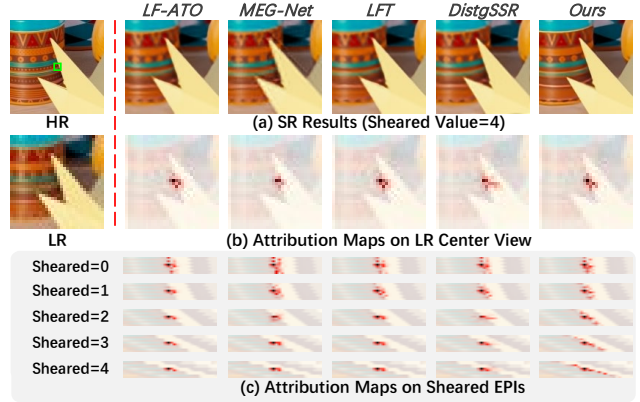 LF-ATO MEG-Net LFT DistgSSR Ours
HR
(a) SR Results (Sheared Value=4)
LR
(b) Attribution Maps on LR Center View
Sheared=0
Sheared=1
Sheared=2
Sheared=3
Sheared=4
(c) Attribution Maps on Sheared EPIs